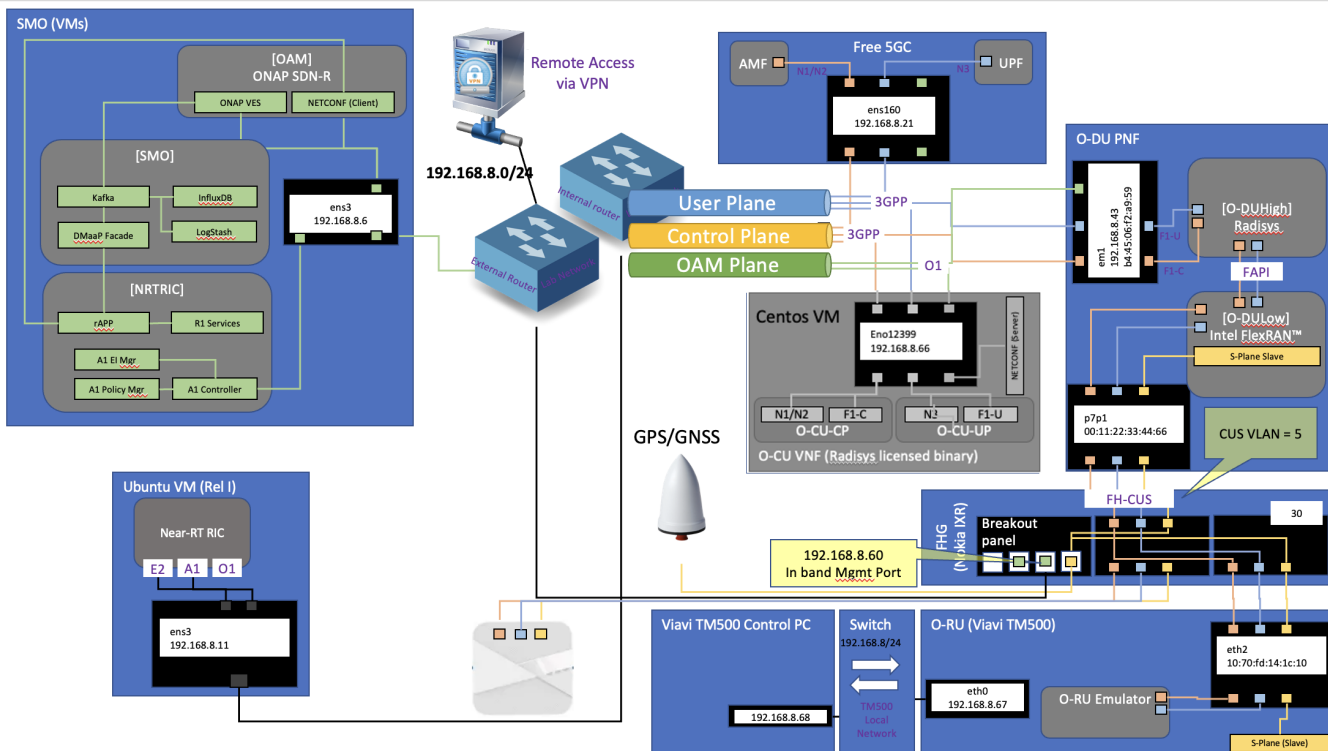 SMO (VMs)
[OAM]
ONAP SDN-R
ONAP VES
NETCONF (Client)
[SMO]
Kafka
InfluxDB
DMaaP Facade
LogStash
[NRTRIC]
rAPP
R1 Services
A1 EI Mgr
A1 Policy Mgr
A1 Controller
ens3
192.168.8.6
VPN
Remote Access
via VPN
192.168.8.0/24
Internal router
External Router
Lab Network
User Plane
Control Plane
OAM Plane
3GPP
3GPP
O1
Free 5GC
AMF
N1/N2
N3
UPF
ens160
192.168.8.21
O-DU PNF
em1
192.168.8.43
b4:45:06:f2:a9:59
F1-U
F1-C
[O-DUHigh]
Radisys
FAPI
[O-DULow]
Intel FlexRAN™
S-Plane Slave
p7p1
00:11:22:33:44:66
CUS VLAN = 5
FH-CUS
Centos VM
Eno12399
192.168.8.66
NETCONF (Server)
N1/N2
F1-C
O-CU-CP
N3
F1-U
O-CU-UP
O-CU VNF (Radisys licensed binary)
GPS/GNSS
FHG
(Nokia IXR)
Breakout
panel
30
192.168.8.60
In band Mgmt Port
Ubuntu VM (Rel I)
Near-RT RIC
E2
A1
O1
ens3
192.168.8.11
Viavi TM500 Control PC
192.168.8.68
Switch
192.168.8/24
TM500
Local
Network
O-RU (Viavi TM500)
eth0
192.168.8.67
O-RU Emulator
eth2
10:70:fd:14:1c:10
S-Plane (Slave)